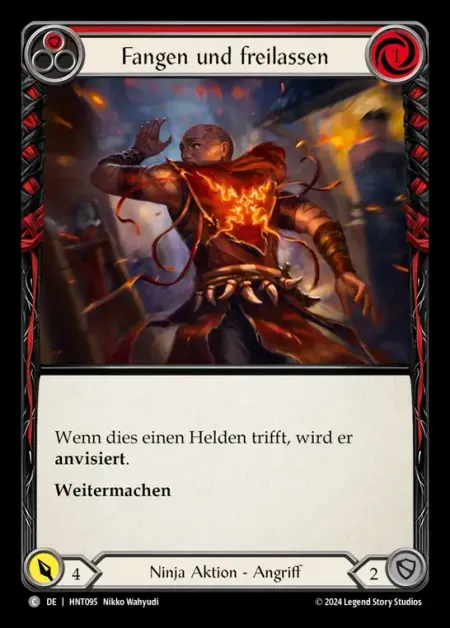 Fangen und freilassen
1
Wenn dies einen Helden trifft, wird er
anvisiert.
Weitermachen
4
Ninja Aktion - Angriff
2
C DE | HNT095 Nikko Wahyudi
© 2024 Legend Story Studios